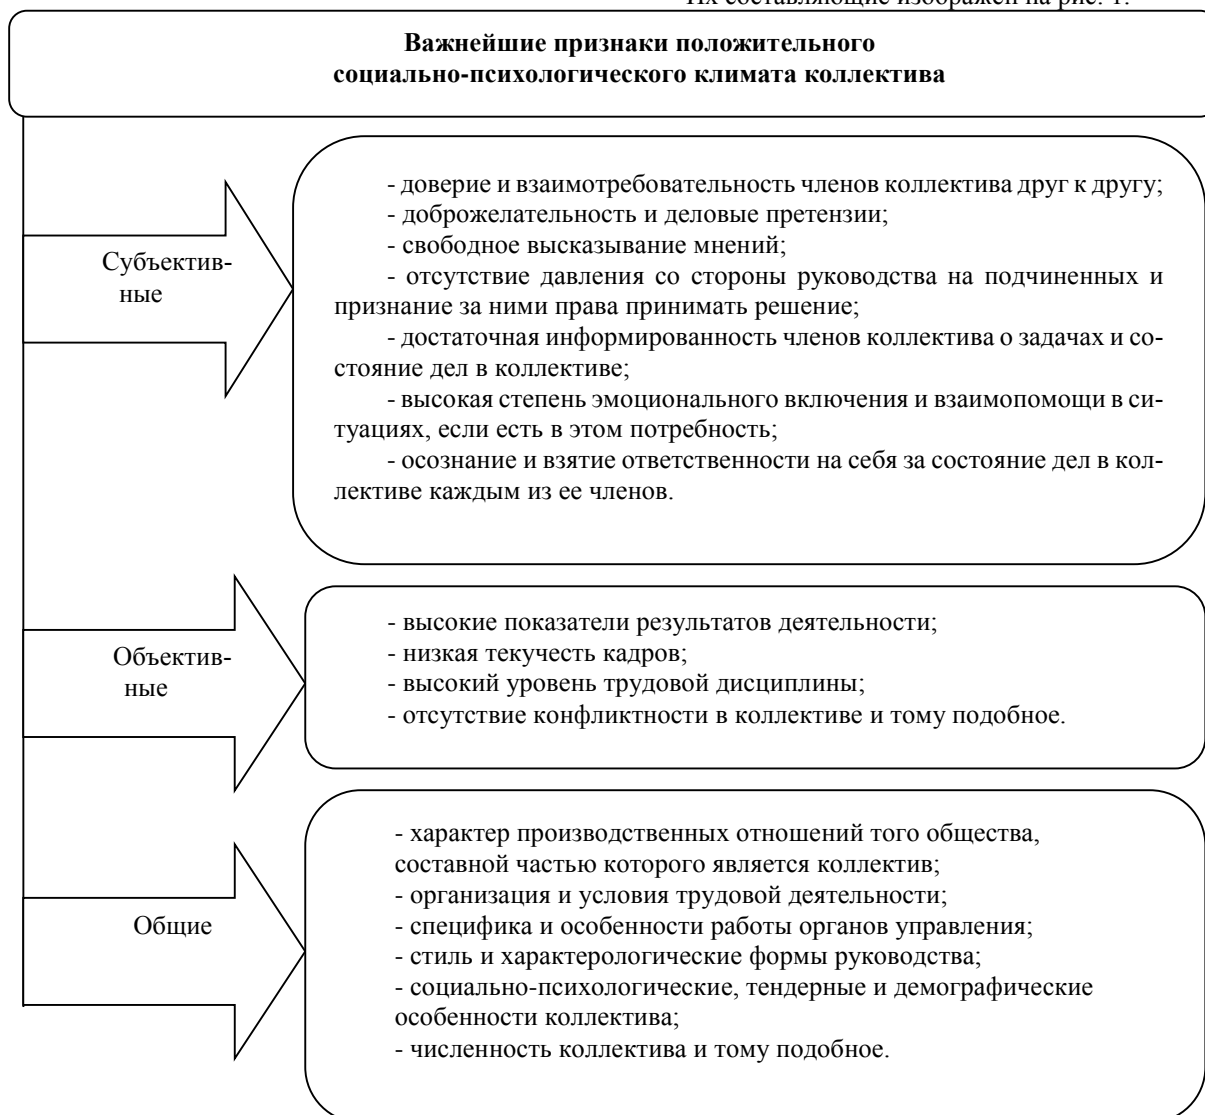 Их составляющие изображен на рис. 1.
Важнейшие признаки положительного
социально-психологического климата коллектива
Субъектив-
ные
- доверие и взаимотребовательность членов коллектива друг к другу;
- доброжелательность и деловые претензии;
- свободное высказывание мнений;
- отсутствие давления со стороны руководства на подчиненных и
признание за ними права принимать решение;
- достаточная информированность членов коллектива о задачах и со-
стояние дел в коллективе;
- высокая степень эмоционального включения и взаимопомощи в си-
туациях, если есть в этом потребность;
- осознание и взятие ответственности на себя за состояние дел в кол-
лективе каждым из ее членов.
Объектив-
ные
- высокие показатели результатов деятельности;
- низкая текучесть кадров;
- высокий уровень трудовой дисциплины;
- отсутствие конфликтности в коллективе и тому подобное.
Общие
- характер производственных отношений того общества,
составной частью которого является коллектив;
- организация и условия трудовой деятельности;
- специфика и особенности работы органов управления;
- стиль и характерологические формы руководства;
- социально-психологические, тендерные и демографические
особенности коллектива;
- численность коллектива и тому подобное.